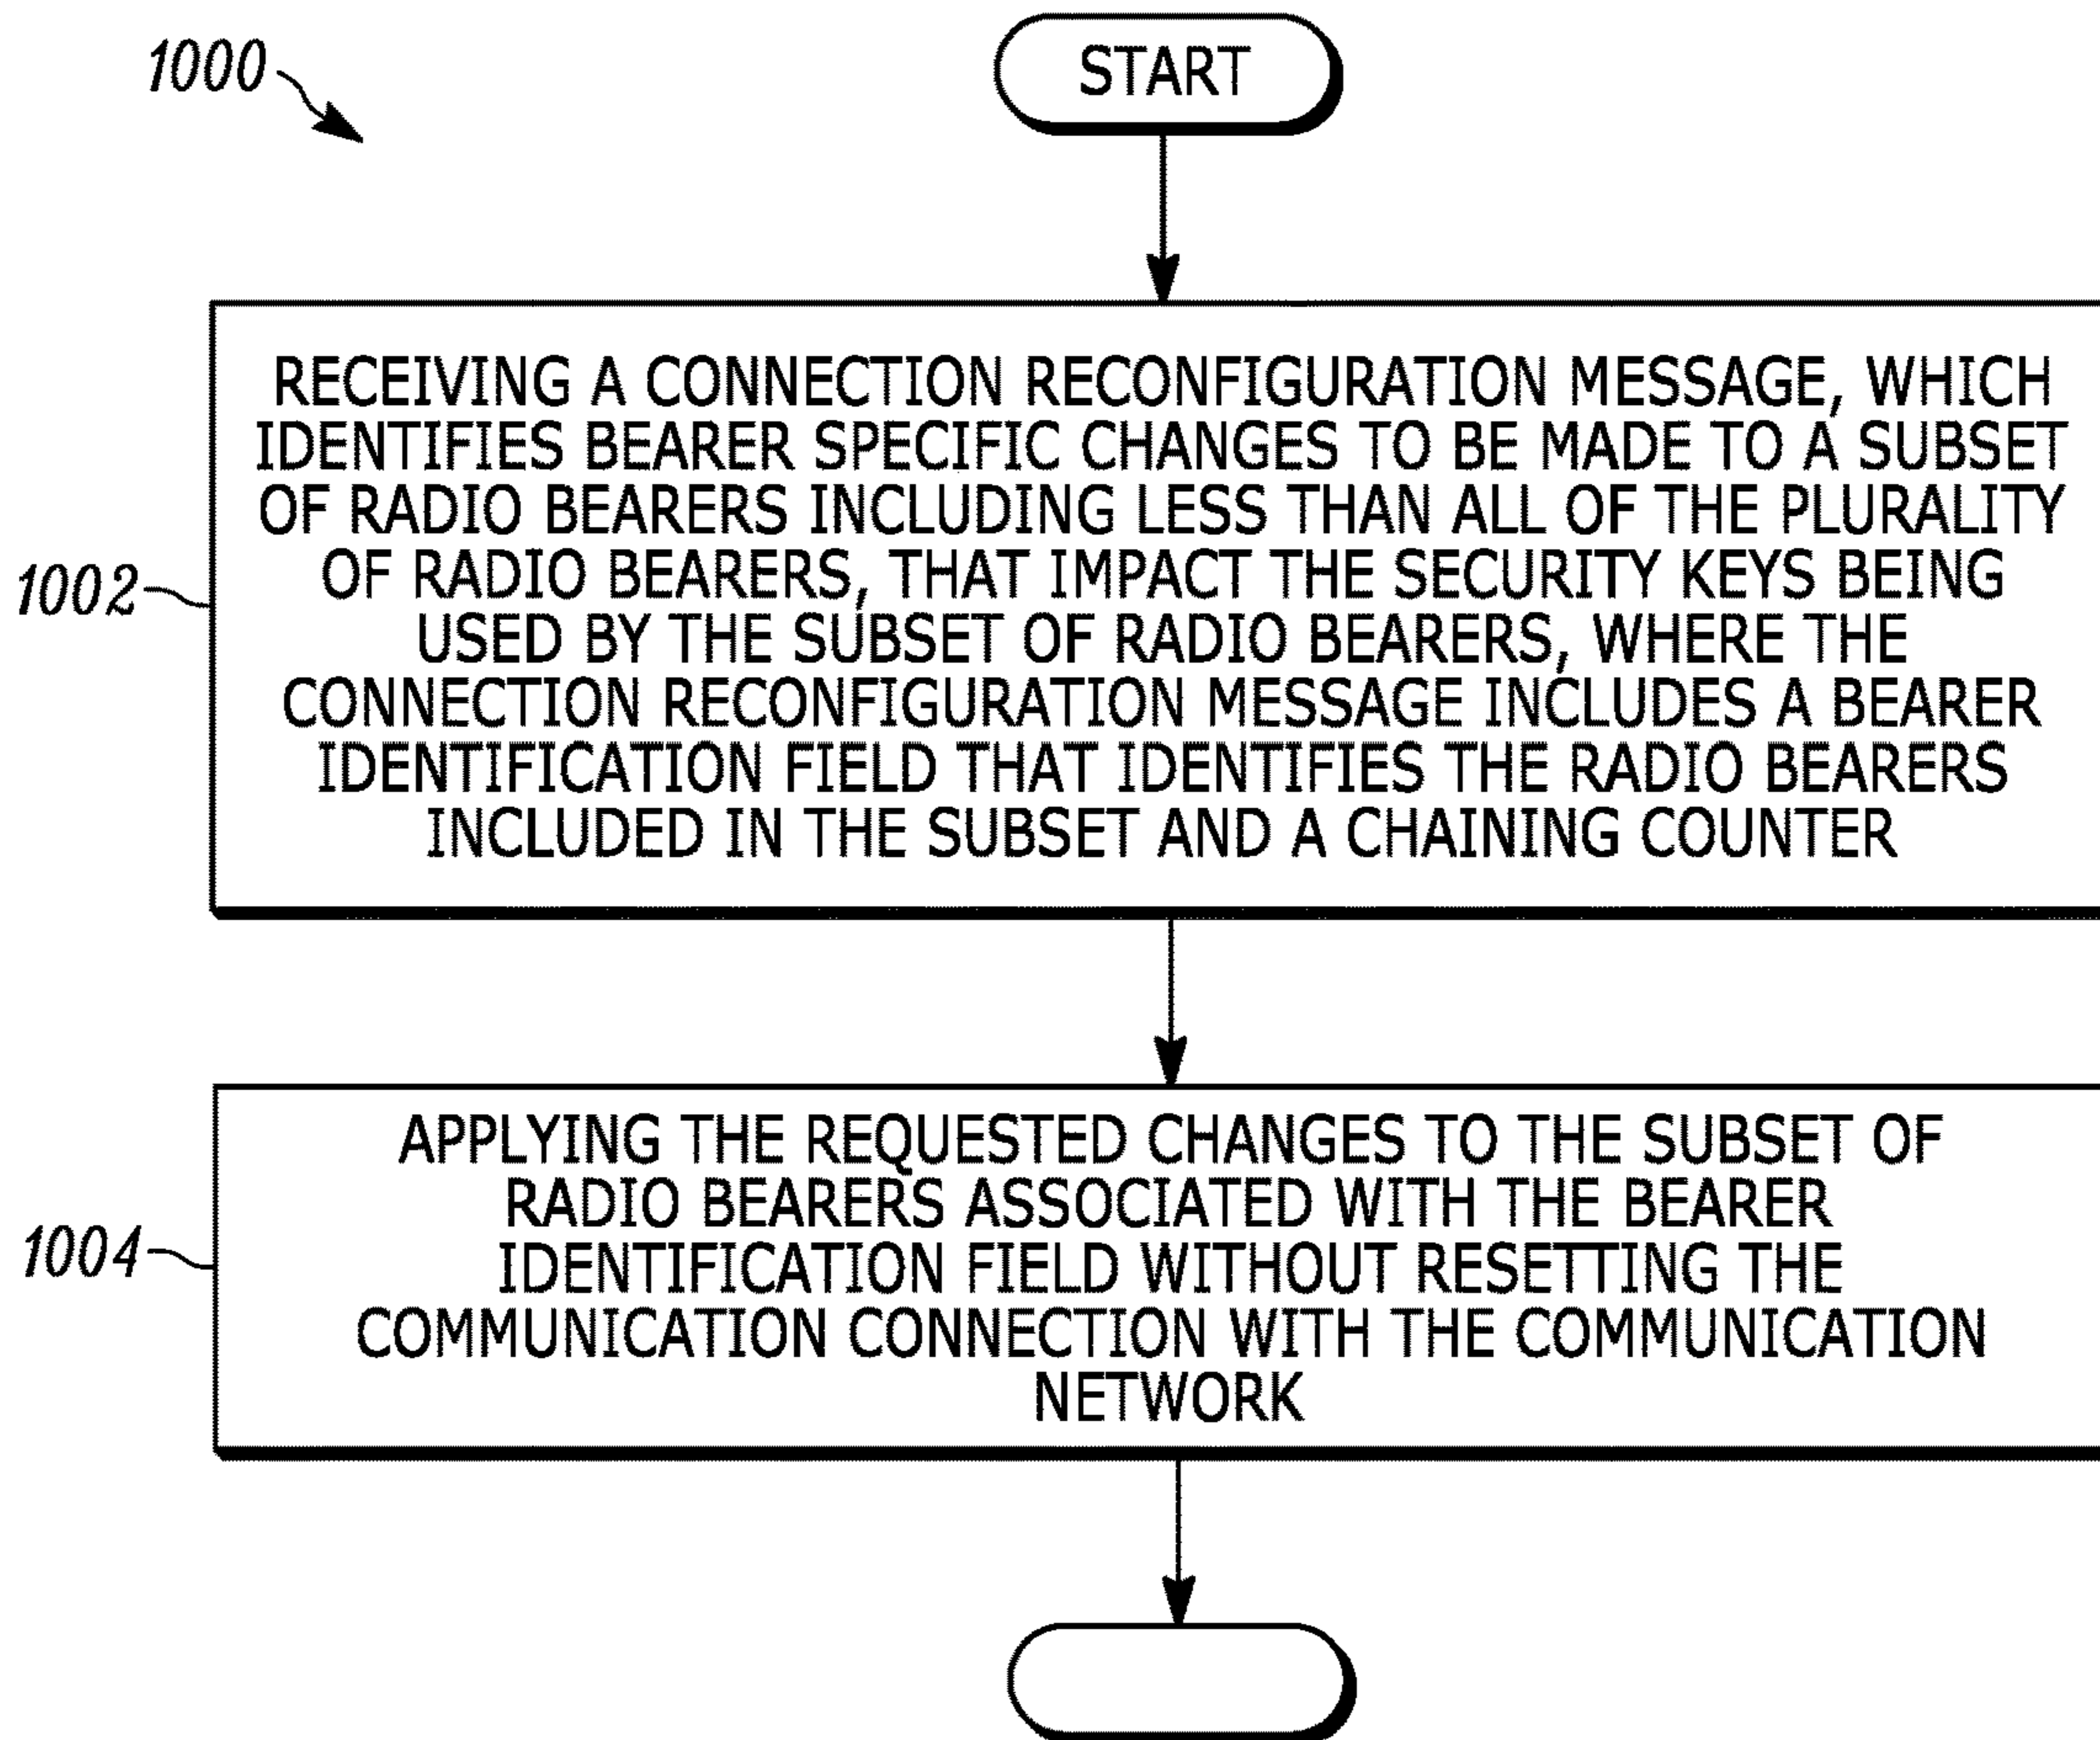 1000
START
RECEIVING A CONNECTION RECONFIGURATION MESSAGE, WHICH
IDENTIFIES BEARER SPECIFIC CHANGES TO BE MADE TO A SUBSET
OF RADIO BEARERS INCLUDING LESS THAN ALL OF THE PLURALITY
OF RADIO BEARERS, THAT IMPACT THE SECURITY KEYS BEING
USED BY THE SUBSET OF RADIO BEARERS, WHERE THE
CONNECTION RECONFIGURATION MESSAGE INCLUDES A BEARER
IDENTIFICATION FIELD THAT IDENTIFIES THE RADIO BEARERS
INCLUDED IN THE SUBSET AND A CHAINING COUNTER
1002
APPLYING THE REQUESTED CHANGES TO THE SUBSET OF
RADIO BEARERS ASSOCIATED WITH THE BEARER
IDENTIFICATION FIELD WITHOUT RESETTING THE
COMMUNICATION CONNECTION WITH THE COMMUNICATION
NETWORK
1004